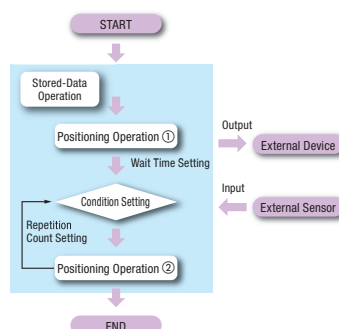 START
Stored-Data
Operation
Positioning Operation ①
Output
External Device
Wait Time Setting
Condition Setting
Input
External Sensor
Repetition
Count Setting
Positioning Operation ②
END